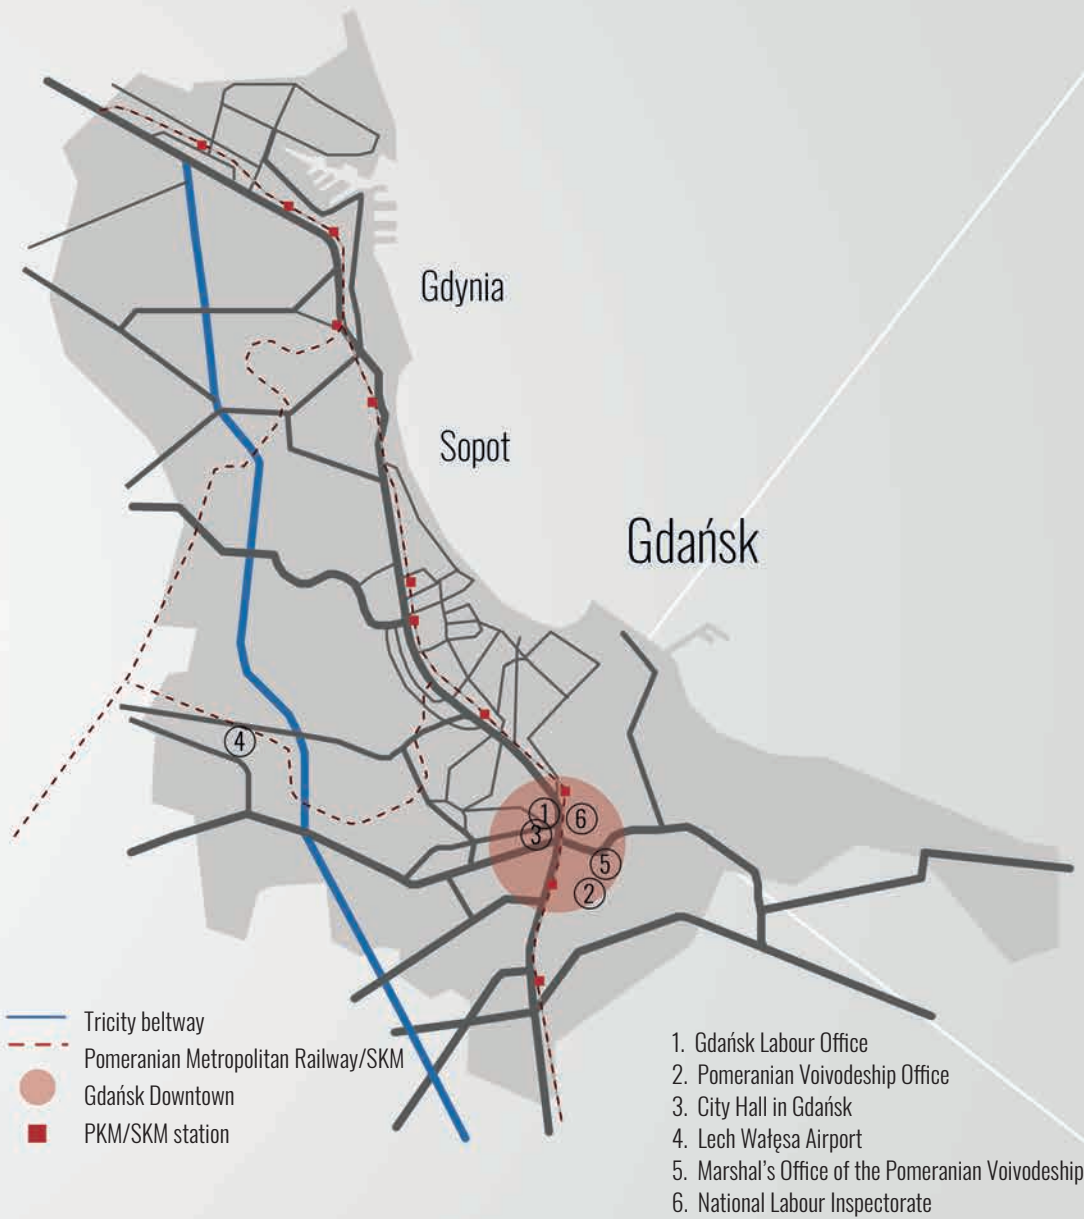 Gdynia
Sopot
Gdańsk
4
1
6
3
5
2
Tricity beltway
Pomeranian Metropolitan Railway/SKM
Gdańsk Downtown
PKM/SKM station
1. Gdańsk Labour Office
2. Pomeranian Voivodeship Office
3. City Hall in Gdańsk
4. Lech Wałęsa Airport
5. Marshal's Office of the Pomeranian Voivodeship
6. National Labour Inspectorate